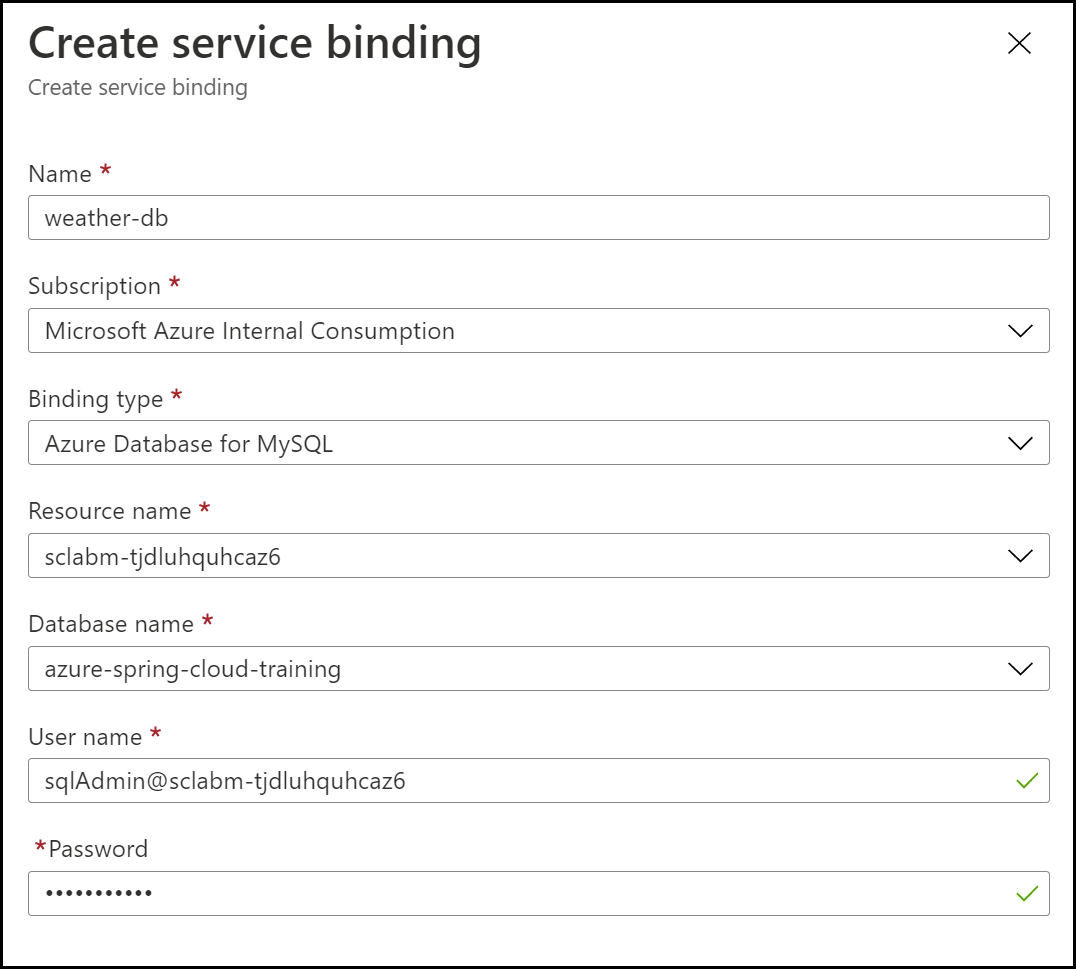 Create service binding
Create service binding
Name *
weather-db
Subscription *
Microsoft Azure Internal Consumption
Binding type *
Azure Database for MySQL
Resource name *
sclabm-tjdluhquhcaz6
Database name *
azure-spring-cloud-training
User name *
sqlAdmin@sclabm-tjdluhquhcaz6
*Password
•••••••••••